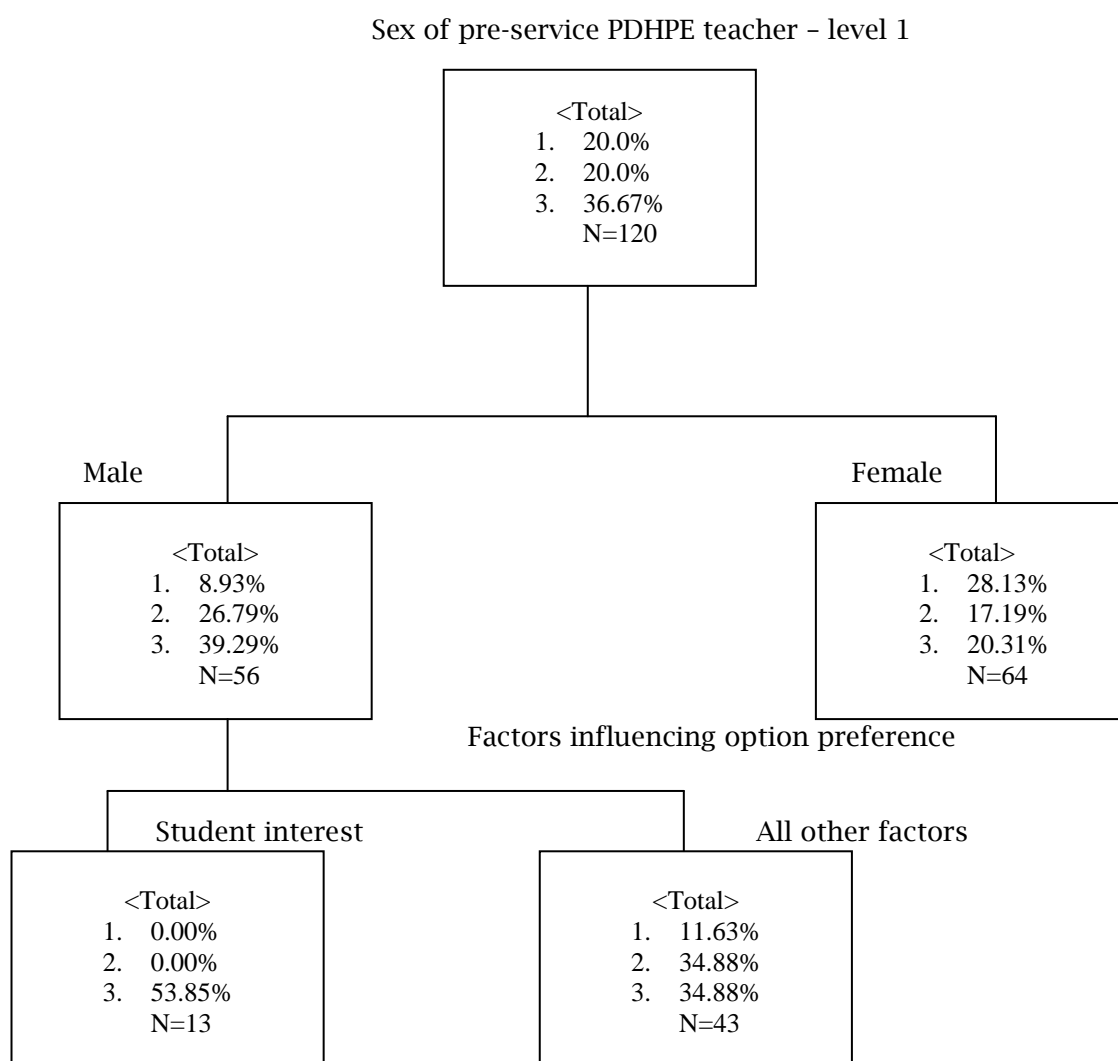 Sex of pre-service PDHPE teacher – level 1
<Total>
1. 20.0%
2. 20.0%
3. 36.67%
N=120
Male
<Total>
1. 8.93%
2. 26.79%
3. 39.29%
N=56
Female
<Total>
1. 28.13%
2. 17.19%
3. 20.31%
N=64
Factors influencing option preference
Student interest
<Total>
1. 0.00%
2. 0.00%
3. 53.85%
N=13
All other factors
<Total>
1. 11.63%
2. 34.88%
3. 34.88%
N=43